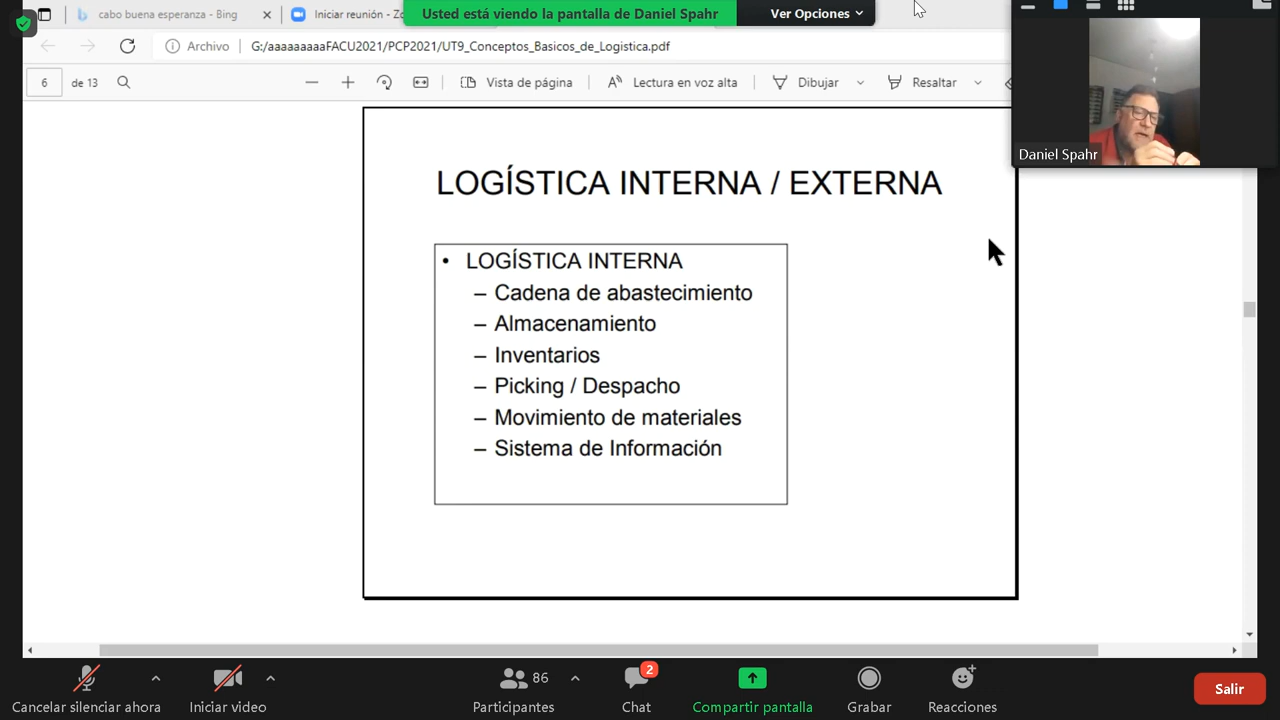 cabo buena esperanza - Bing
Iniciar reunión - Zo
Usted está viendo la pantalla de Daniel Spahr
Ver Opciones
Archivo
G:/aaaaaaaaaFACU2021/PCP2021/UT9_Conceptos_Basicos_de_Logistica.pdf
6 de 13
Vista de página
Lectura en voz alta
Dibujar
Resaltar
Daniel Spahr
LOGÍSTICA INTERNA / EXTERNA
• LOGÍSTICA INTERNA
– Cadena de abastecimiento
– Almacenamiento
– Inventarios
– Picking / Despacho
– Movimiento de materiales
– Sistema de Información
Cancelar silenciar ahora
Iniciar video
86
Participantes
2
Chat
Compartir pantalla
Grabar
Reacciones
Salir